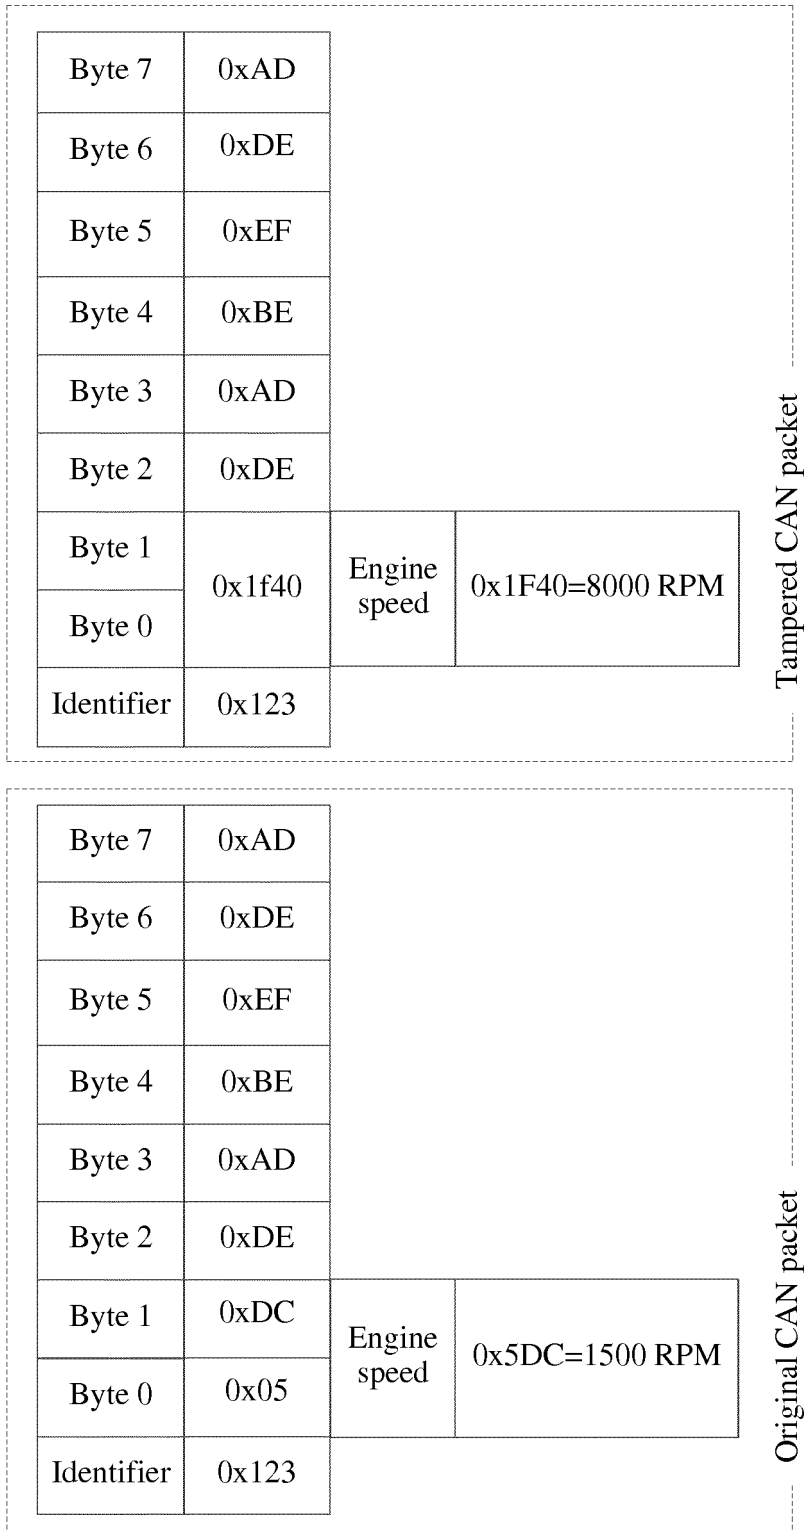 Byte 7 0xAD
Byte 6 0xDE
Byte 5 0xEF
Byte 4 0xBE
Byte 3 0xAD
Byte 2 0xDE
Byte 1
0x1f40
Byte 0
Engine
speed
0x1F40=8000 RPM
Identifier 0x123
Tampered CAN packet
Byte 7 0xAD
Byte 6 0xDE
Byte 5 0xEF
Byte 4 0xBE
Byte 3 0xAD
Byte 2 0xDE
Byte 1 0xDC
Byte 0 0x05
Engine
speed
0x5DC=1500 RPM
Identifier 0x123
Original CAN packet